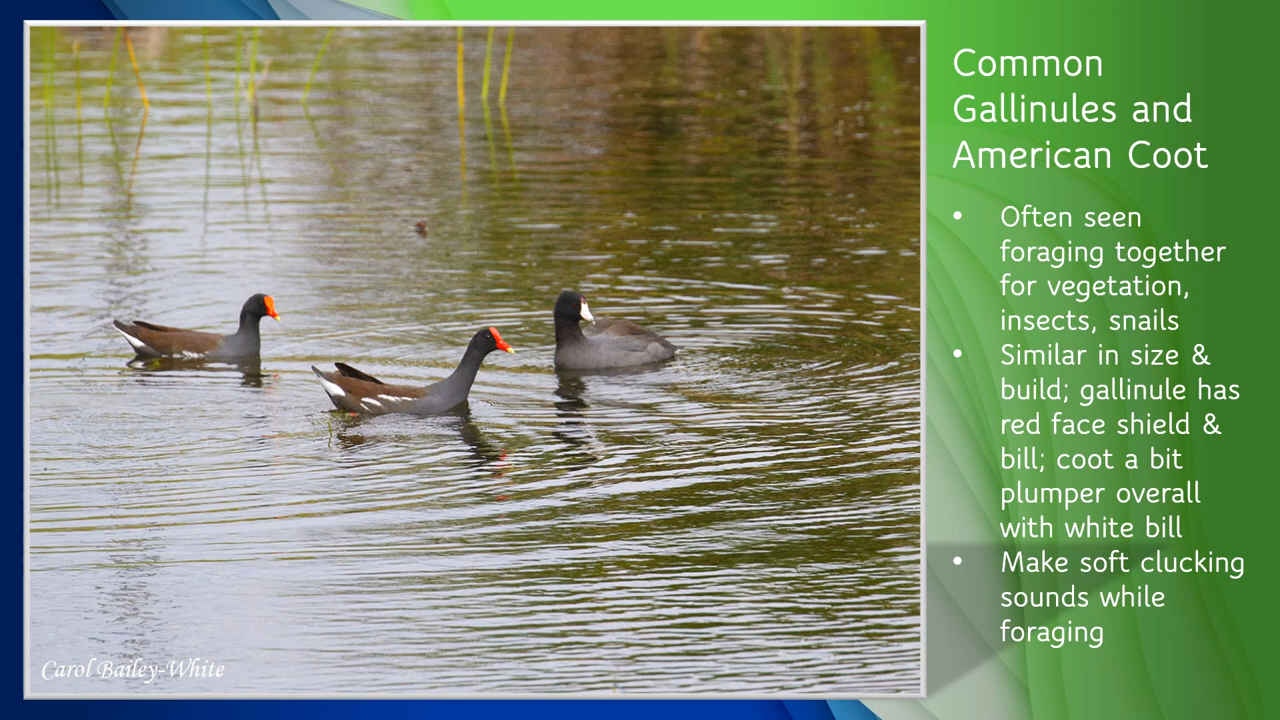 Common
Gallinules and
American Coot
• Often seen
foraging together
for vegetation,
insects, snails
• Similar in size &
build; gallinule has
red face shield &
bill; coot a bit
plumper overall
with white bill
• Make soft clucking
sounds while
foraging
Carol Bailey-White